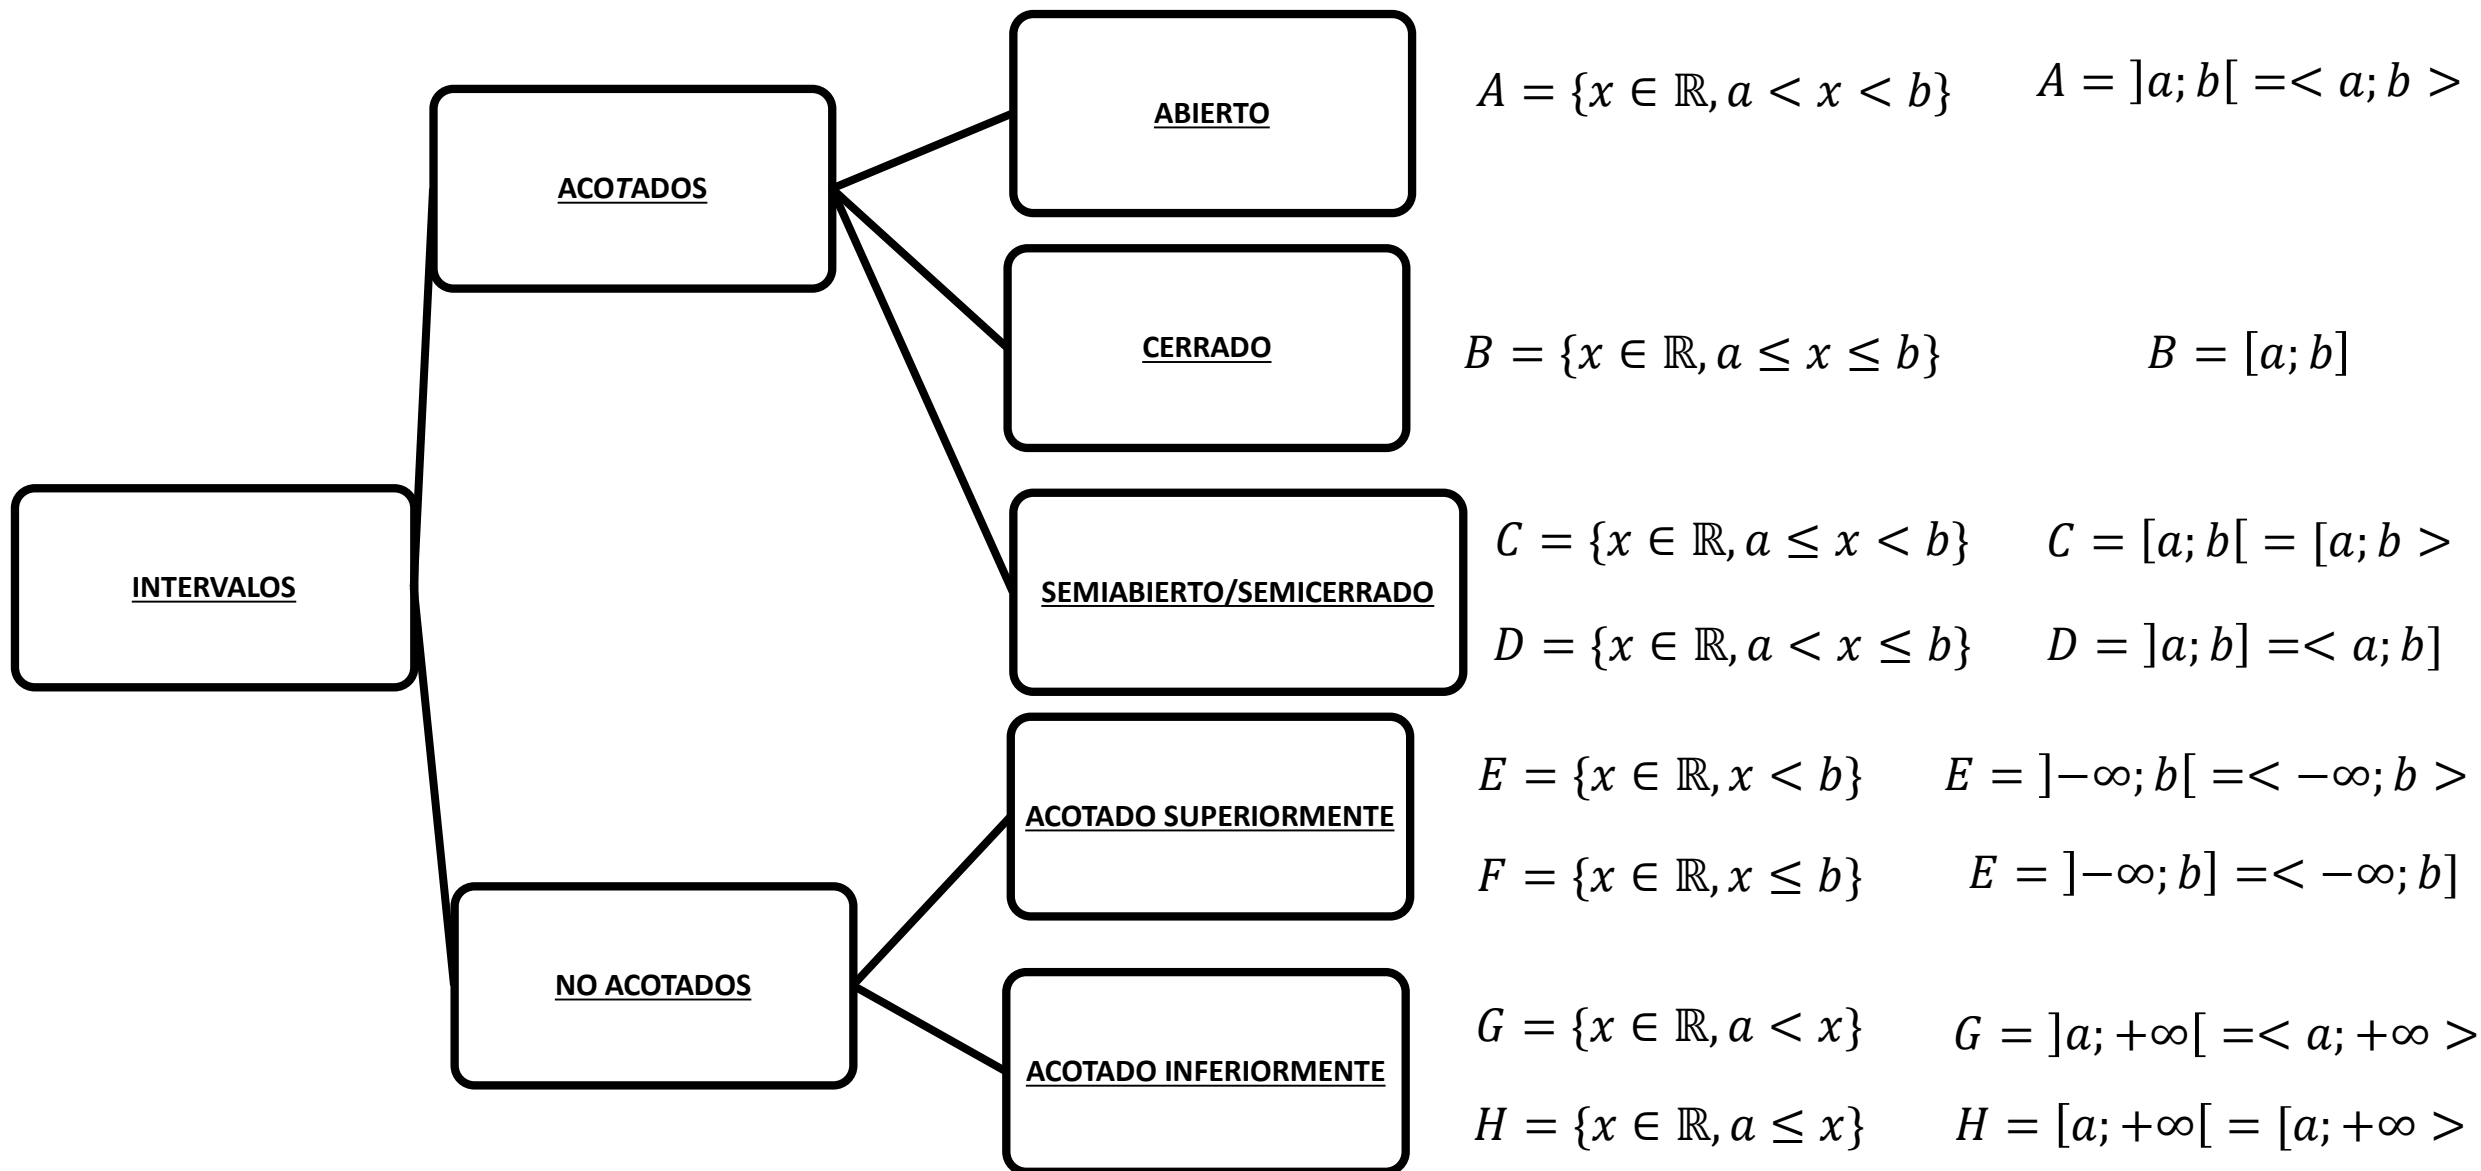 ABIERTO
A = {x ∈ ℝ, a < x < b}
A = ]a; b[ =< a; b >
ACOTADOS
CERRADO
B = {x ∈ ℝ, a ≤ x ≤ b}
B = [a; b]
INTERVALOS
SEMIABIERTO/SEMICERRADO
C = {x ∈ ℝ, a ≤ x < b}
C = [a; b[ = [a; b >
D = {x ∈ ℝ, a < x ≤ b}
D = ]a; b] =< a; b]
ACOTADO SUPERIORMENTE
E = {x ∈ ℝ, x < b}
E = ]−∞; b[ =< −∞; b >
F = {x ∈ ℝ, x ≤ b}
E = ]−∞; b] =< −∞; b]
NO ACOTADOS
ACOTADO INFERIORMENTE
G = {x ∈ ℝ, a < x}
G = ]a; +∞[ =< a; +∞ >
H = {x ∈ ℝ, a ≤ x}
H = [a; +∞[ = [a; +∞ >